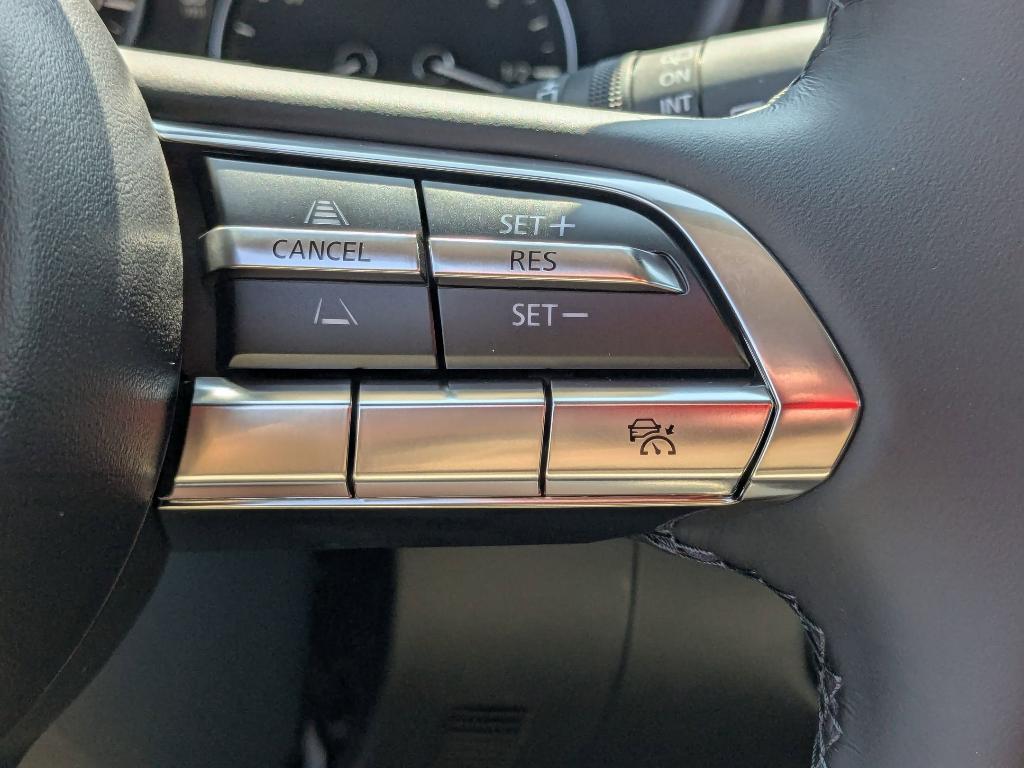 ON
INT
SET+
CANCEL
RES
SET−